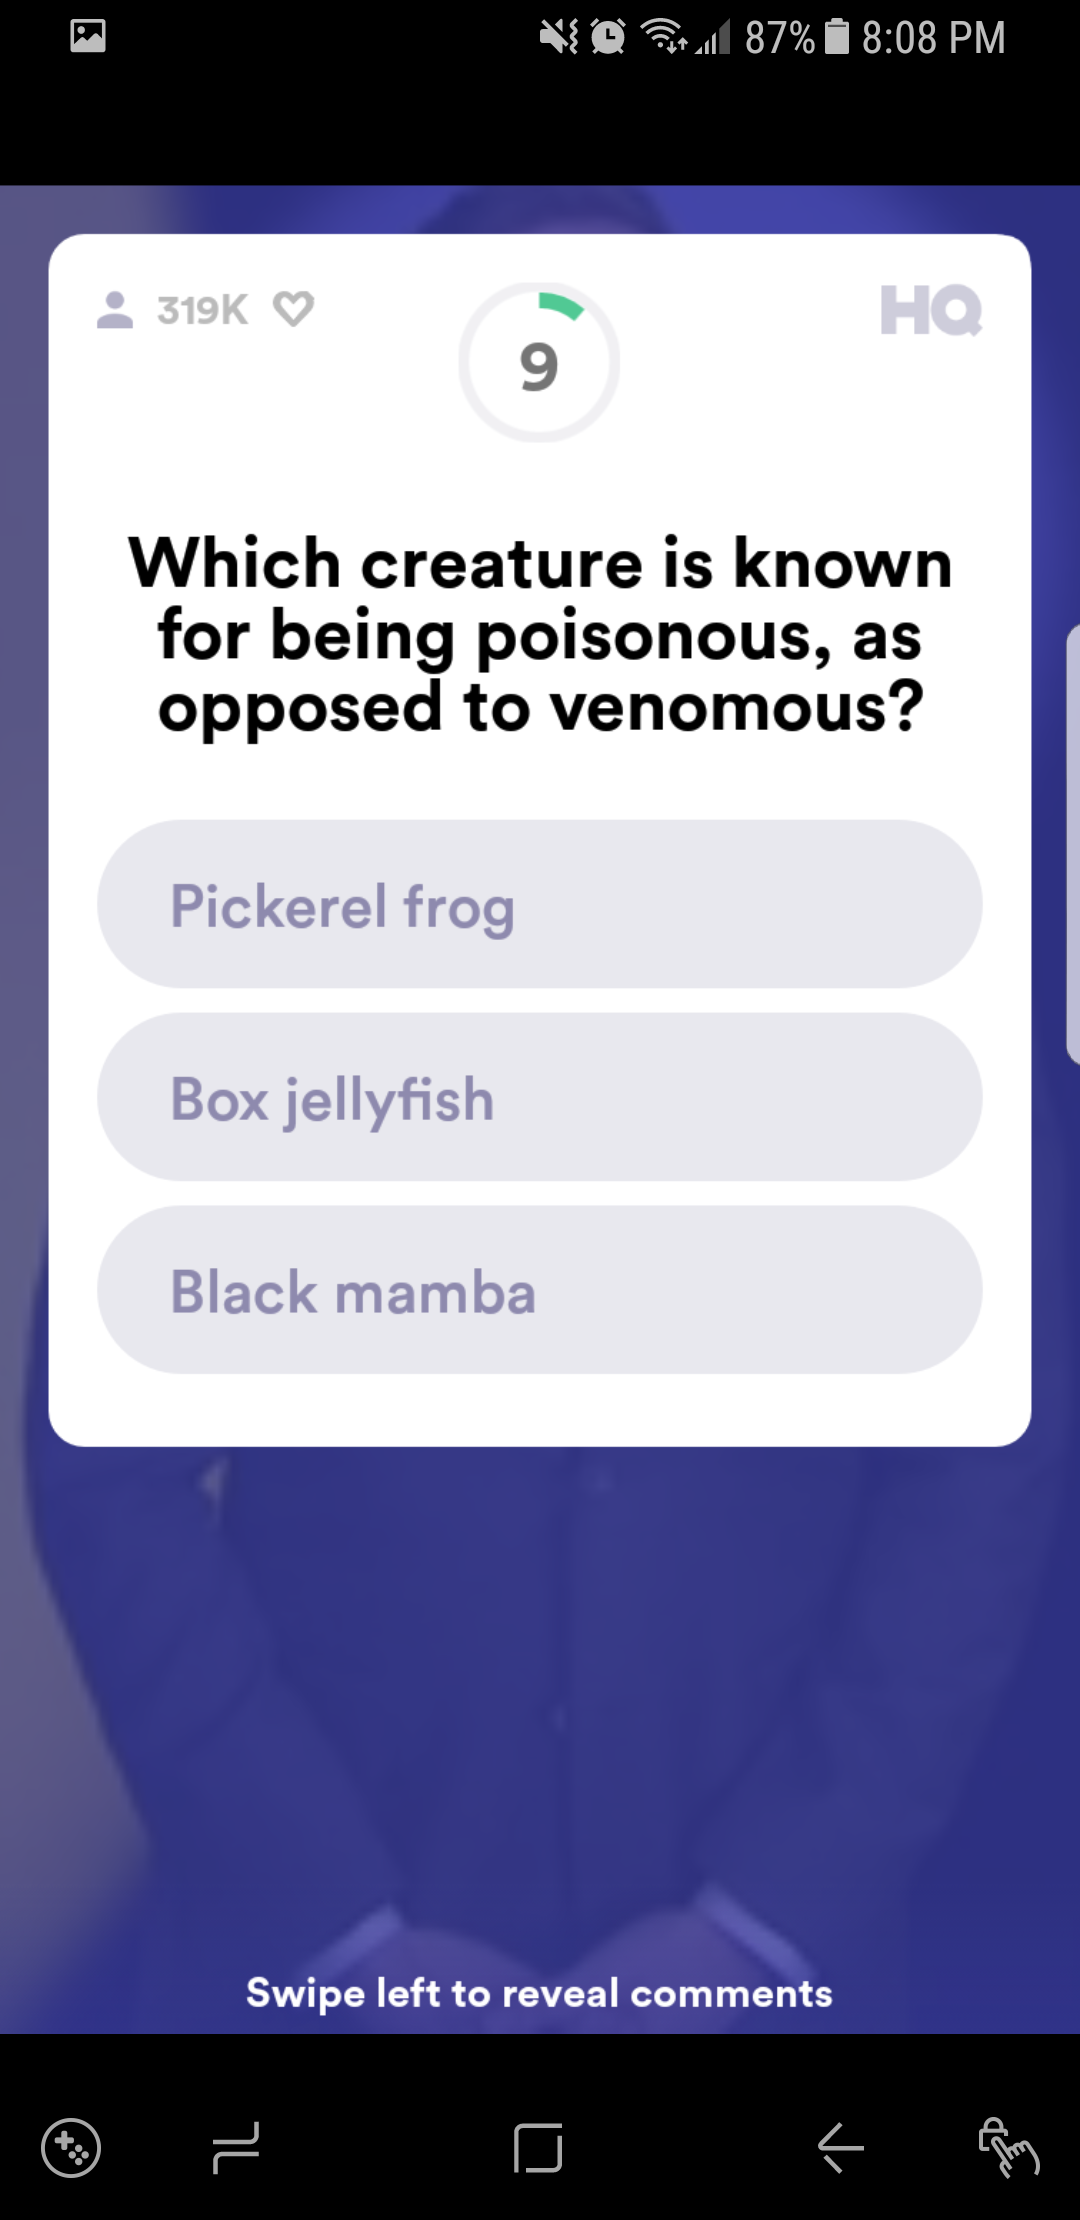 87% 8:08 PM
319K
9
HQ
Which creature is known
for being poisonous, as
opposed to venomous?
Pickerel frog
Box jellyfish
Black mamba
Swipe left to reveal comments